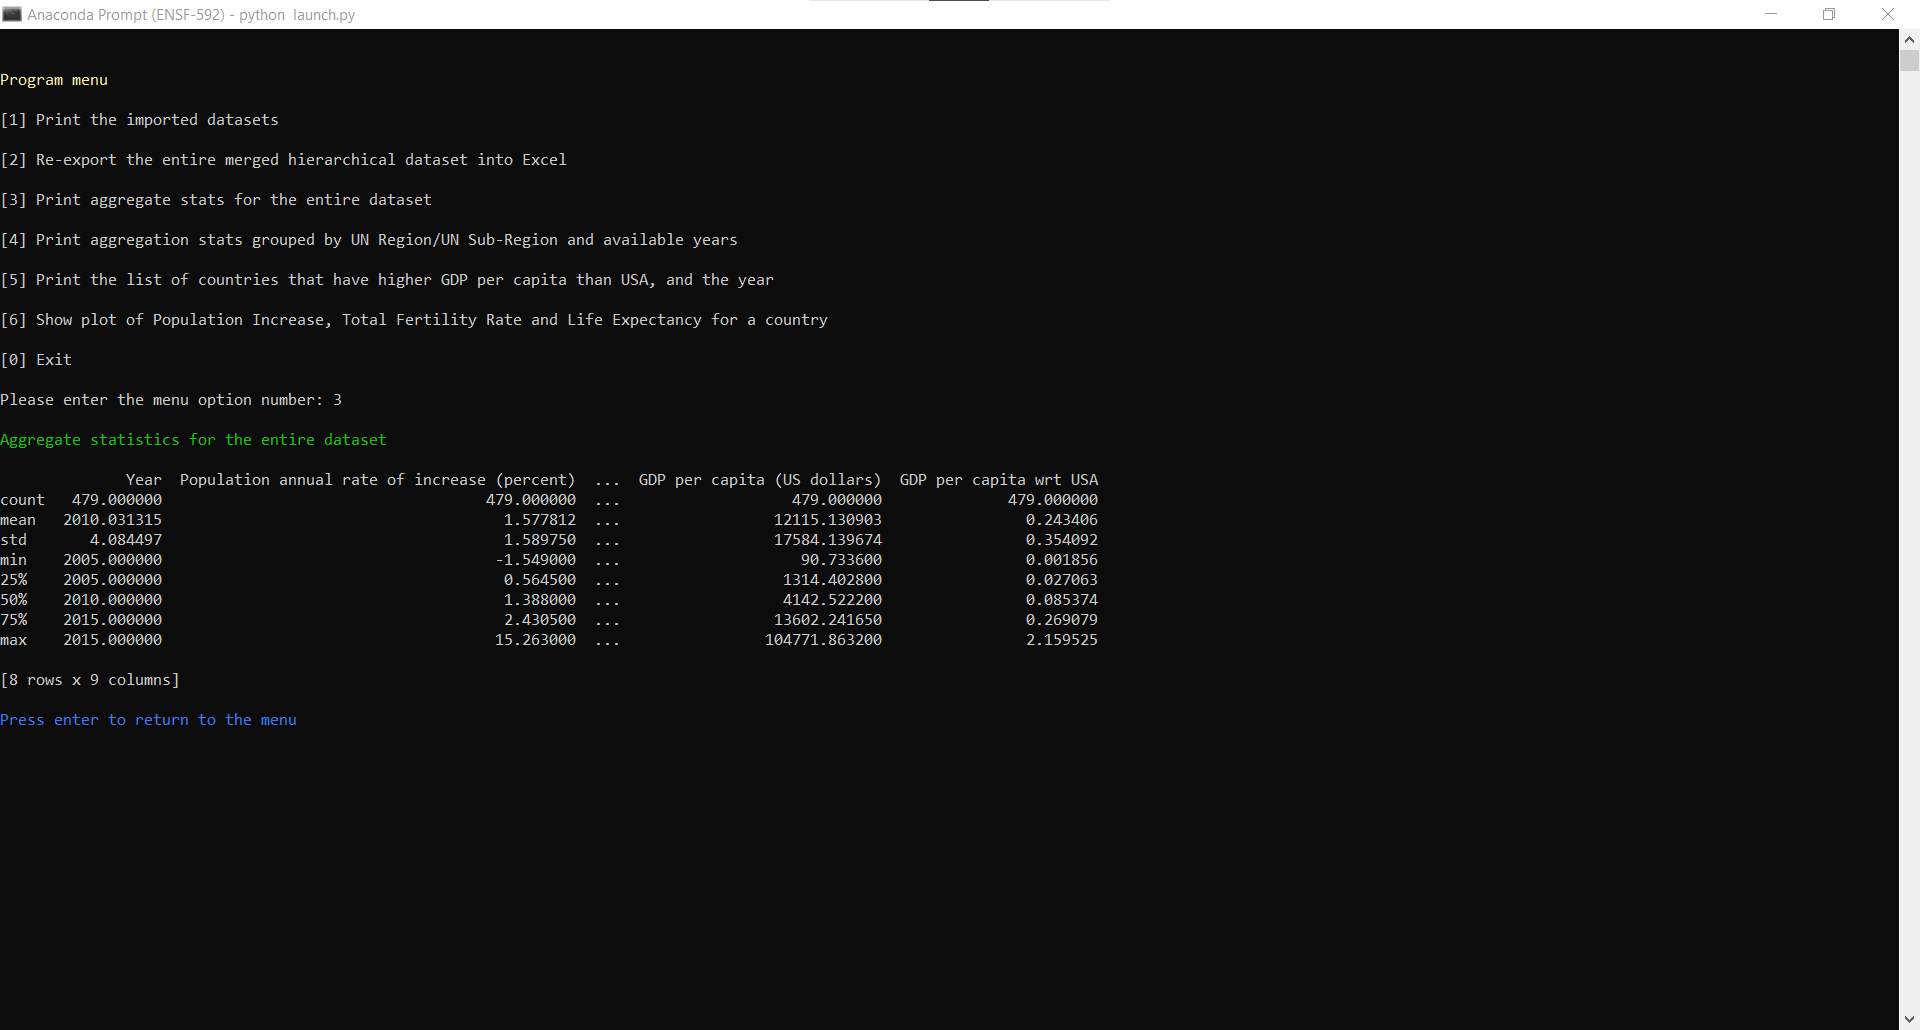 Anaconda Prompt (ENSF-592) - python  launch.py
Program menu
[1] Print the imported datasets
[2] Re-export the entire merged hierarchical dataset into Excel
[3] Print aggregate stats for the entire dataset
[4] Print aggregation stats grouped by UN Region/UN Sub-Region and available years
[5] Print the list of countries that have higher GDP per capita than USA, and the year
[6] Show plot of Population Increase, Total Fertility Rate and Life Expectancy for a country
[0] Exit
Please enter the menu option number: 3
Aggregate statistics for the entire dataset
              Year  Population annual rate of increase (percent)  ...  GDP per capita (US dollars)  GDP per capita wrt USA
count   479.000000                                    479.000000  ...                   479.000000              479.000000
mean   2010.031315                                      1.577812  ...                 12115.130903                0.243406
std       4.084497                                      1.589750  ...                 17584.139674                0.354092
min    2005.000000                                     -1.549000  ...                    90.733600                0.001856
25%    2005.000000                                      0.564500  ...                  1314.402800                0.027063
50%    2010.000000                                      1.388000  ...                  4142.522200                0.085374
75%    2015.000000                                      2.430500  ...                 13602.241650                0.269079
max    2015.000000                                     15.263000  ...                104771.863200                2.159525
[8 rows x 9 columns]
Press enter to return to the menu